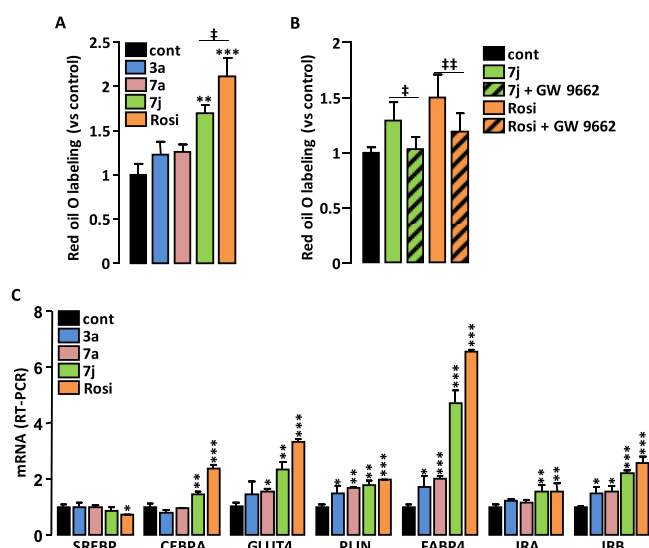 A
Red oil O labeling (vs control)
2.5
2
1.5
1
0.5
0
cont
3a
7a
7j
Rosi
**
***
‡
B
Red oil O labeling (vs control)
2
1.5
1
0.5
0
‡
‡‡
cont
7j
7j + GW 9662
Rosi
Rosi + GW 9662
C
mRNA (RT-PCR)
8
6
4
2
0
cont
3a
7a
7j
Rosi
*
**
***
*
**
***
*
**
**
***
*
***
***
***
**
**
*
*
***
***
SREBP CEBPA GLUT4 PLIN FABP4 IRA IRB